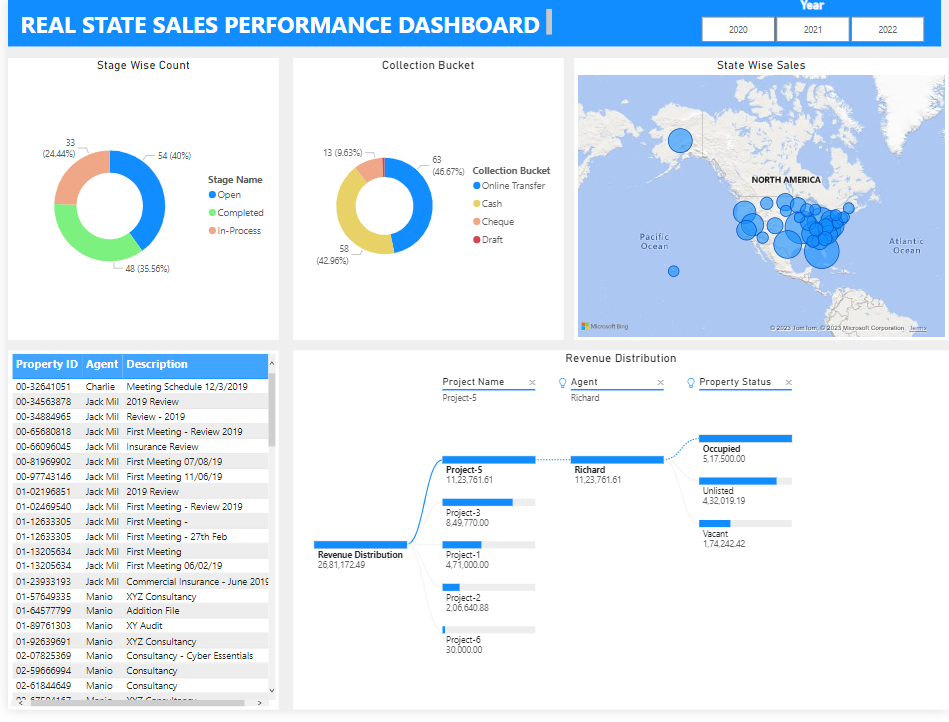 REAL STATE SALES PERFORMANCE DASHBOARD
Year
2020
2021
2022
Stage Wise Count
33
(24.44%)
54 (40%)
48 (35.56%)
Stage Name
Open
Completed
In-Process
Collection Bucket
13 (9.63%)
63
(46.67%)
58
(42.96%)
Collection Bucket
Online Transfer
Cash
Cheque
Draft
State Wise Sales
NORTH AMERICA
Pacific
Ocean
Atlantic
Ocean
Microsoft Bing
© 2023 TomTom, © 2023 Microsoft Corporation Terms
Property ID Agent Description
00-32641051 Charlie Meeting Schedule 12/3/2019
00-34563878 Jack Mil 2019 Review
00-34884965 Jack Mil Review - 2019
00-65680818 Jack Mil First Meeting - Review 2019
00-66096045 Jack Mil Insurance Review
00-81969902 Jack Mil First Meeting 07/08/19
00-97743146 Jack Mil First Meeting 11/06/19
01-02196851 Jack Mil 2019 Review
01-02469540 Jack Mil First Meeting - Review 2019
01-12633305 Jack Mil First Meeting -
01-12633305 Jack Mil First Meeting - 27th Feb
01-13205634 Jack Mil First Meeting
01-13205634 Jack Mil First Meeting 06/02/19
01-23933193 Jack Mil Commercial Insurance - June 2019
01-57649335 Manio XYZ Consultancy
01-64577799 Manio Addition File
01-89761303 Manio XY Audit
01-92639691 Manio XYZ Consultancy
02-07825369 Manio Consultancy - Cyber Essentials
02-59666994 Manio Consultancy
02-61844649 Manio Consultancy
Revenue Distribution
Project Name
Project-5
Agent
Richard
Property Status
Revenue Distribution
26,81,172.49
Project-5
11,23,761.61
Project-3
8,49,770.00
Project-1
4,71,000.00
Project-2
2,06,640.88
Project-6
30,000.00
Richard
11,23,761.61
Occupied
5,17,500.00
Unlisted
4,32,019.19
Vacant
1,74,242.42